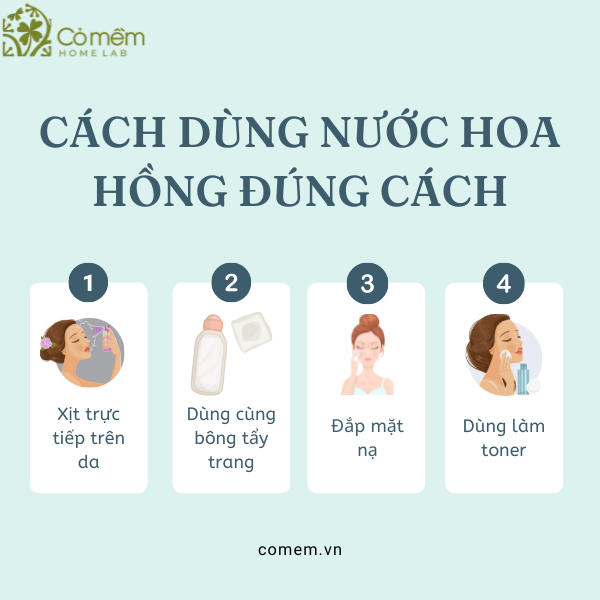 Cỏ mềm
HOME LAB
CÁCH DÙNG NƯỚC HOA
HỒNG ĐÚNG CÁCH
1
Xịt trực
tiếp trên
da
2
Dùng cùng
bông tẩy
trang
3
Đắp mặt
nạ
4
Dùng làm
toner
comem.vn